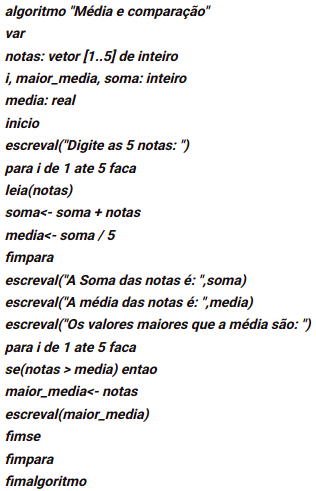 algoritmo "Média e comparação"
var
notas: vetor [1..5] de inteiro
i, maior_media, soma: inteiro
media: real
inicio
escreval("Digite as 5 notas: ")
para i de 1 ate 5 faca
leia(notas)
soma<- soma + notas
media<- soma / 5
fimpara
escreval("A Soma das notas é: ",soma)
escreval("A média das notas é: ",media)
escreval("Os valores maiores que a média são: ")
para i de 1 ate 5 faca
se(notas > media) entao
maior_media<- notas
escreval(maior_media)
fimse
fimpara
fimalgoritmo